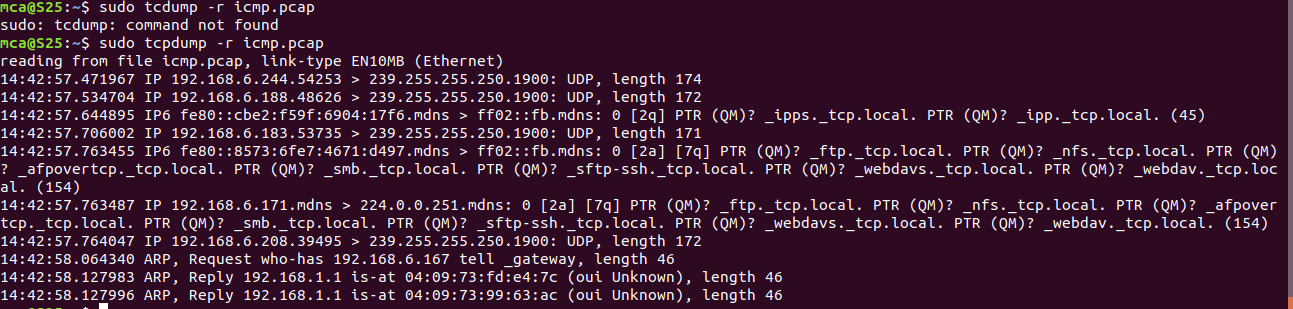 mca@S25:~$ sudo tcdump -r icmp.pcap
sudo: tcdump: command not found
mca@S25:~$ sudo tcpdump -r icmp.pcap
reading from file icmp.pcap, link-type EN10MB (Ethernet)
14:42:57.471967 IP 192.168.6.244.54253 > 239.255.255.250.1900: UDP, length 174
14:42:57.534704 IP 192.168.6.188.48626 > 239.255.255.250.1900: UDP, length 172
14:42:57.644895 IP6 fe80::cbe2:f59f:6904:17f6.mdns > ff02::fb.mdns: 0 [2q] PTR (QM)? _ipps._tcp.local. PTR (QM)? _ipp._tcp.local. (45)
14:42:57.706002 IP 192.168.6.183.53735 > 239.255.255.250.1900: UDP, length 171
14:42:57.763455 IP6 fe80::8573:6fe7:4671:d497.mdns > ff02::fb.mdns: 0 [2a] [7q] PTR (QM)? _ftp._tcp.local. PTR (QM)? _nfs._tcp.local. PTR (QM)
? _afpovertcp._tcp.local. PTR (QM)? _smb._tcp.local. PTR (QM)? _sftp-ssh._tcp.local. PTR (QM)? _webdavs._tcp.local. PTR (QM)? _webdav._tcp.loc
al. (154)
14:42:57.763487 IP 192.168.6.171.mdns > 224.0.0.251.mdns: 0 [2a] [7q] PTR (QM)? _ftp._tcp.local. PTR (QM)? _nfs._tcp.local. PTR (QM)? _afpover
tcp._tcp.local. PTR (QM)? _smb._tcp.local. PTR (QM)? _sftp-ssh._tcp.local. PTR (QM)? _webdavs._tcp.local. PTR (QM)? _webdav._tcp.local. (154)
14:42:57.764047 IP 192.168.6.208.39495 > 239.255.255.250.1900: UDP, length 172
14:42:58.064340 ARP, Request who-has 192.168.6.167 tell _gateway, length 46
14:42:58.127983 ARP, Reply 192.168.1.1 is-at 04:09:73:fd:e4:7c (oui Unknown), length 46
14:42:58.127996 ARP, Reply 192.168.1.1 is-at 04:09:73:99:63:ac (oui Unknown), length 46
mca@S25:~$